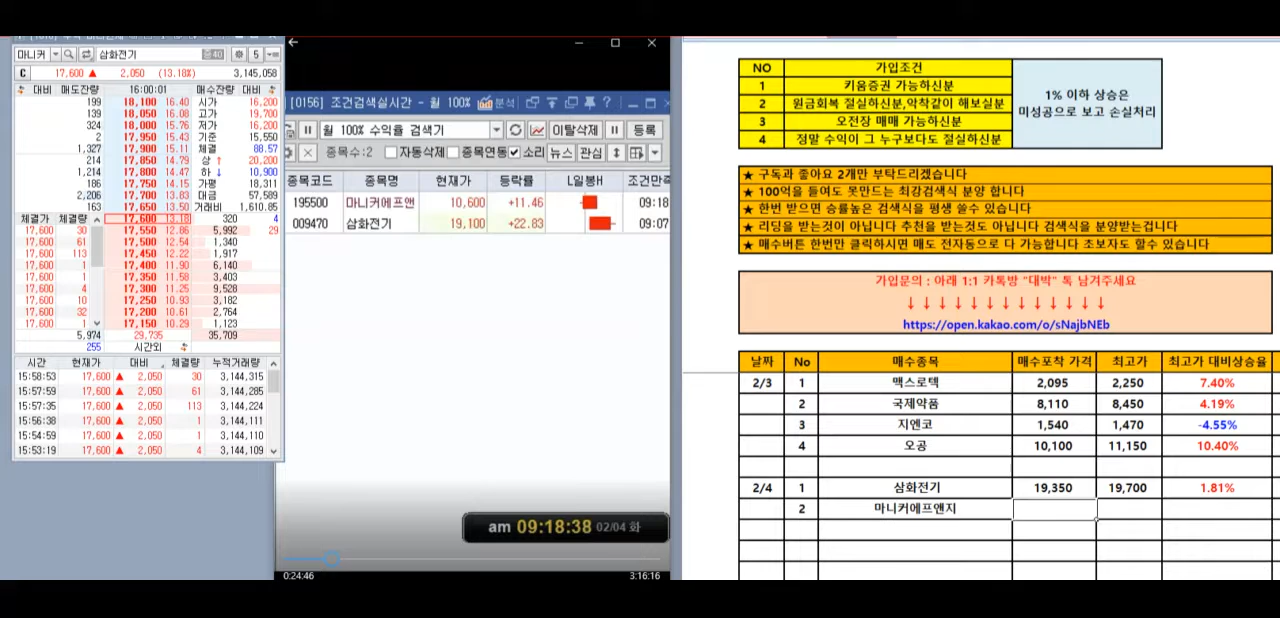 마니커 삼화전기 40 5
C 17,600 ▲ 2,050 (13.18%) 3,145,058
대비 매도잔량 16:00:01 매수잔량 대비
199 18,100 16.40 시가 16,200
139 18,050 16.08 고가 19,700
324 18,000 15.76 저가 16,200
2 17,950 15.43 기준 15,550
1,327 17,900 15.11 체결 88.57
214 17,850 14.79 상 ↑ 20,200
1,214 17,800 14.47 하 ↓ 10,900
186 17,750 14.15 가평 18,311
2,206 17,700 13.83 대금 57,589
163 17,650 13.50 거래비 1,610.85
체결가 체결량 17,600 13.18 320 4
17,600 30 17,550 12.86 5,992 29
17,600 61 17,500 12.54 1,340
17,600 113 17,450 12.22 1,917
17,600 1 17,400 11.90 6,140
17,600 1 17,350 11.58 3,403
17,600 4 17,300 11.25 9,528
17,600 10 17,250 10.93 3,182
17,600 32 17,200 10.61 2,764
17,600 1 17,150 10.29 1,123
5,974 29,735 35,709
255 시간외
시간 현재가 대비 체결량 누적거래량
15:58:53 17,600 ▲ 2,050 30 3,144,315
15:57:59 17,600 ▲ 2,050 61 3,144,285
15:57:35 17,600 ▲ 2,050 113 3,144,224
15:56:38 17,600 ▲ 2,050 1 3,144,111
15:54:59 17,600 ▲ 2,050 1 3,144,110
15:53:19 17,600 ▲ 2,050 4 3,144,109
[0156] 조건검색실시간 - 월 100% 분석
월 100% 수익율 검색기 이탈삭제 등록
종목수:2 자동삭제 종목연동 소리 뉴스 관심
종목코드 종목명 현재가 등락률 L일봉H 조건만족
195500 마니커에프앤 10,600 +11.46 09:18
009470 삼화전기 19,100 +22.83 09:07
am 09:18:38 02/04 화
0:24:46 3:16:16
NO 가입조건
1 키움증권 가능하신분
2 원금회복 절실하신분,악착같이 해보실분
3 오전장 매매 가능하신분
4 정말 수익이 그 누구보다도 절실하신분
1% 이하 상승은
미성공으로 보고 손실처리
★ 구독과 좋아요 2개만 부탁드리겠습니다
★ 100억을 들여도 못만드는 최강검색식 분양 합니다
★ 한번 받으면 승률높은 검색식을 평생 쓸수 있습니다
★ 리딩을 받는것이 아닙니다 추천을 받는것도 아닙니다 검색식을 분양받는겁니다
★ 매수버튼 한번만 클릭하시면 매도 전자동으로 다 가능합니다 초보자도 할수 있습니다
가입문의 : 아래 1:1 카톡방 "대박" 톡 남겨주세요
↓ ↓ ↓ ↓ ↓ ↓ ↓ ↓ ↓ ↓ ↓ ↓
https://open.kakao.com/o/sNajbNEb
날짜 No 매수종목 매수포착 가격 최고가 최고가 대비상승율
2/3 1 맥스로텍 2,095 2,250 7.40%
2 국제약품 8,110 8,450 4.19%
3 지엔코 1,540 1,470 -4.55%
4 오공 10,100 11,150 10.40%
2/4 1 삼화전기 19,350 19,700 1.81%
2 마니커에프앤지